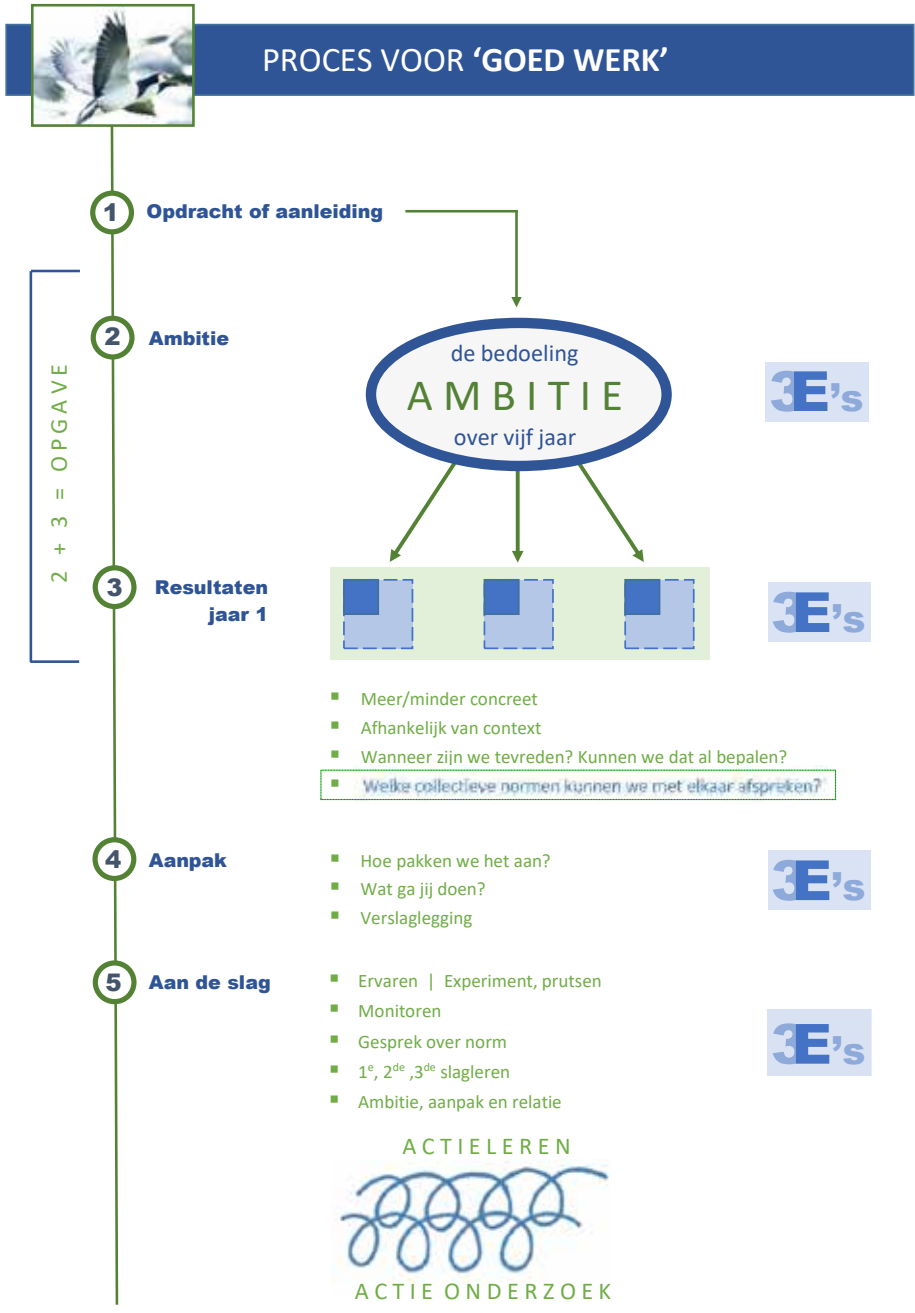 PROCES VOOR ‘GOED WERK’
1 Opdracht of aanleiding
2 Ambitie
de bedoeling
AMBITIE
over vijf jaar
3E’s
2 + 3 = OPGAVE
3 Resultaten
jaar 1
3E’s
▪ Meer/minder concreet
▪ Afhankelijk van context
▪ Wanneer zijn we tevreden? Kunnen we dat al bepalen?
▪ Welke collectieve normen kunnen we met elkaar afspreken?
4 Aanpak
▪ Hoe pakken we het aan?
▪ Wat ga jij doen?
▪ Verslaglegging
3E’s
5 Aan de slag
▪ Ervaren | Experiment, prutsen
▪ Monitoren
▪ Gesprek over norm
▪ 1e, 2de ,3de slagleren
▪ Ambitie, aanpak en relatie
3E’s
ACTIELEREN
ACTIE ONDERZOEK